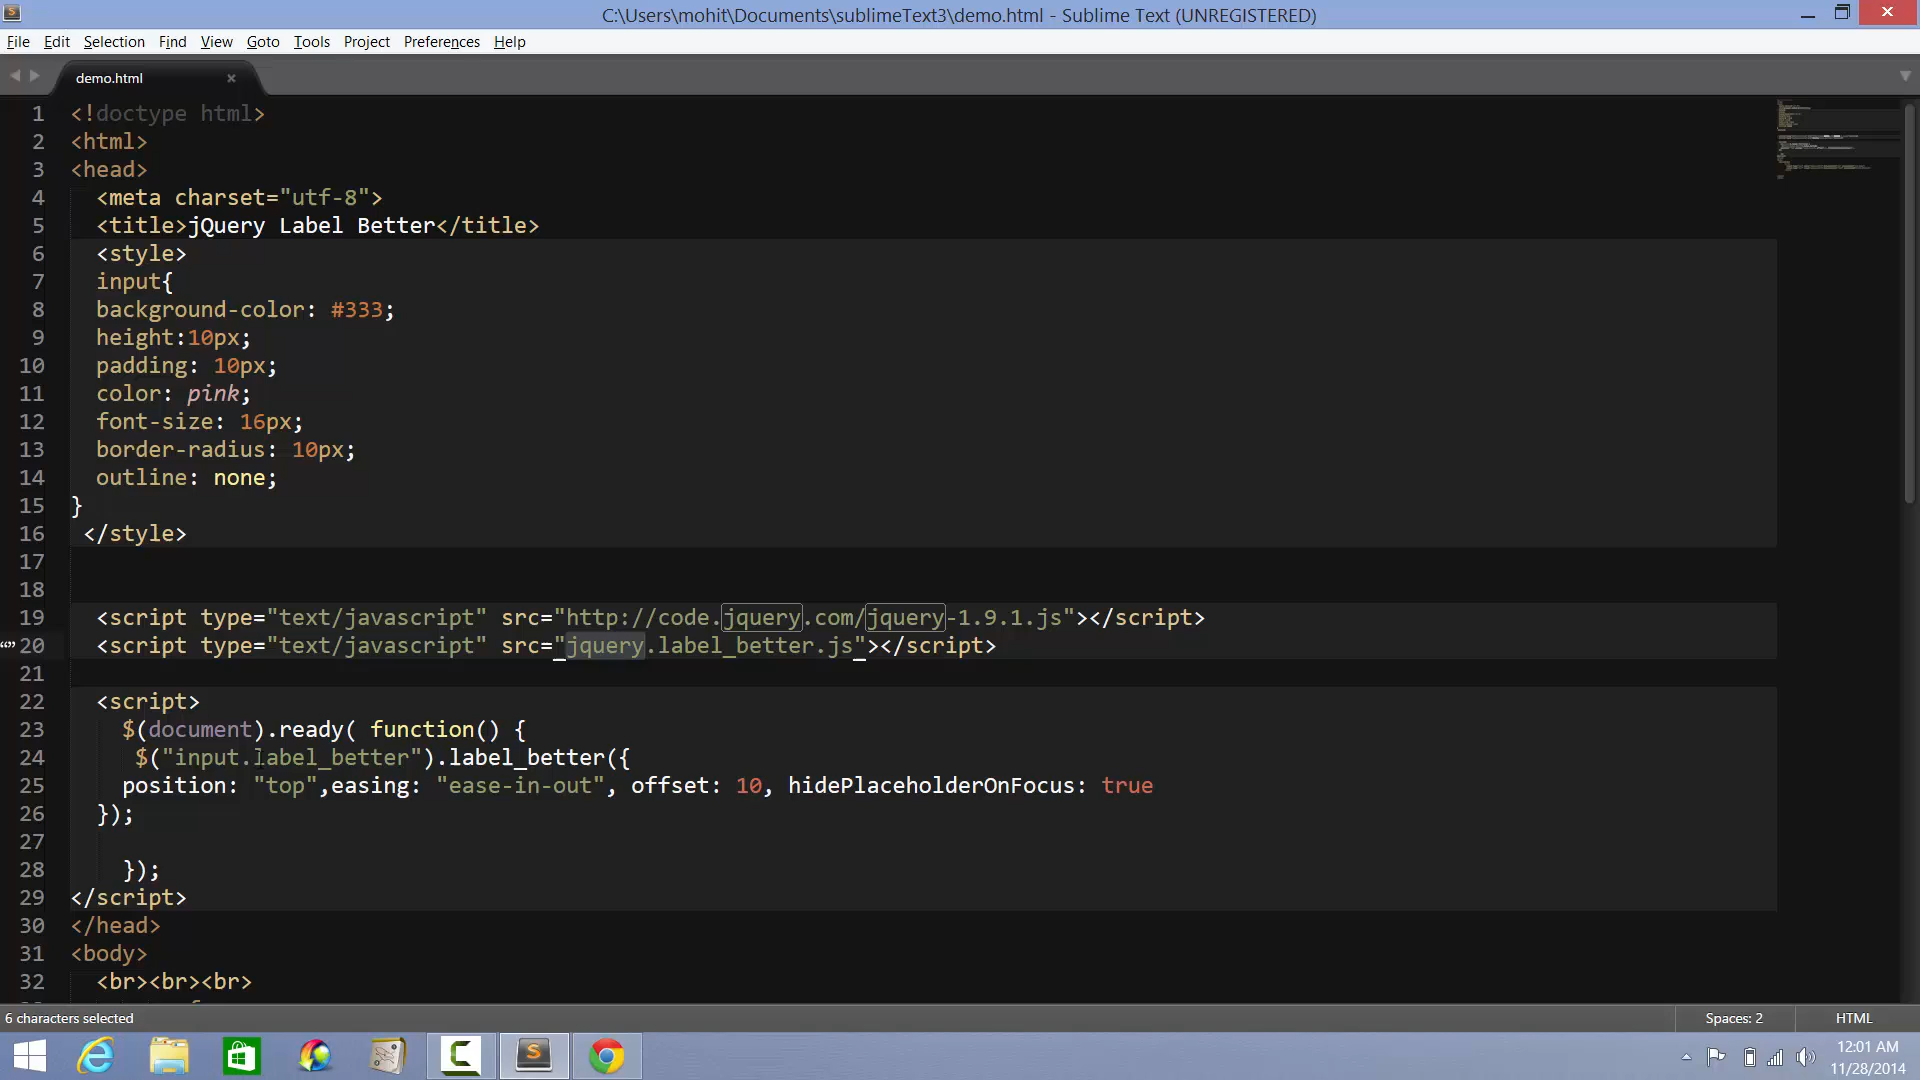 C:\Users\mohit\Documents\sublimeText3\demo.html - Sublime Text (UNREGISTERED)
File Edit Selection Find View Goto Tools Project Preferences Help
demo.html
1 <!doctype html>
2 <html>
3 <head>
4 <meta charset="utf-8">
5 <title>jQuery Label Better</title>
6 <style>
7 input{
8 background-color: #333;
9 height:10px;
10 padding: 10px;
11 color: pink;
12 font-size: 16px;
13 border-radius: 10px;
14 outline: none;
15 }
16 </style>
17
18
19 <script type="text/javascript" src="http://code.jquery.com/jquery-1.9.1.js"></script>
20 <script type="text/javascript" src="jquery.label_better.js"></script>
21
22 <script>
23 $(document).ready( function() {
24 $("input.label_better").label_better({
25 position: "top",easing: "ease-in-out", offset: 10, hidePlaceholderOnFocus: true
26 });
27
28 });
29 </script>
30 </head>
31 <body>
32 <br><br><br>
6 characters selected
Spaces: 2
HTML
12:01 AM
11/28/2014